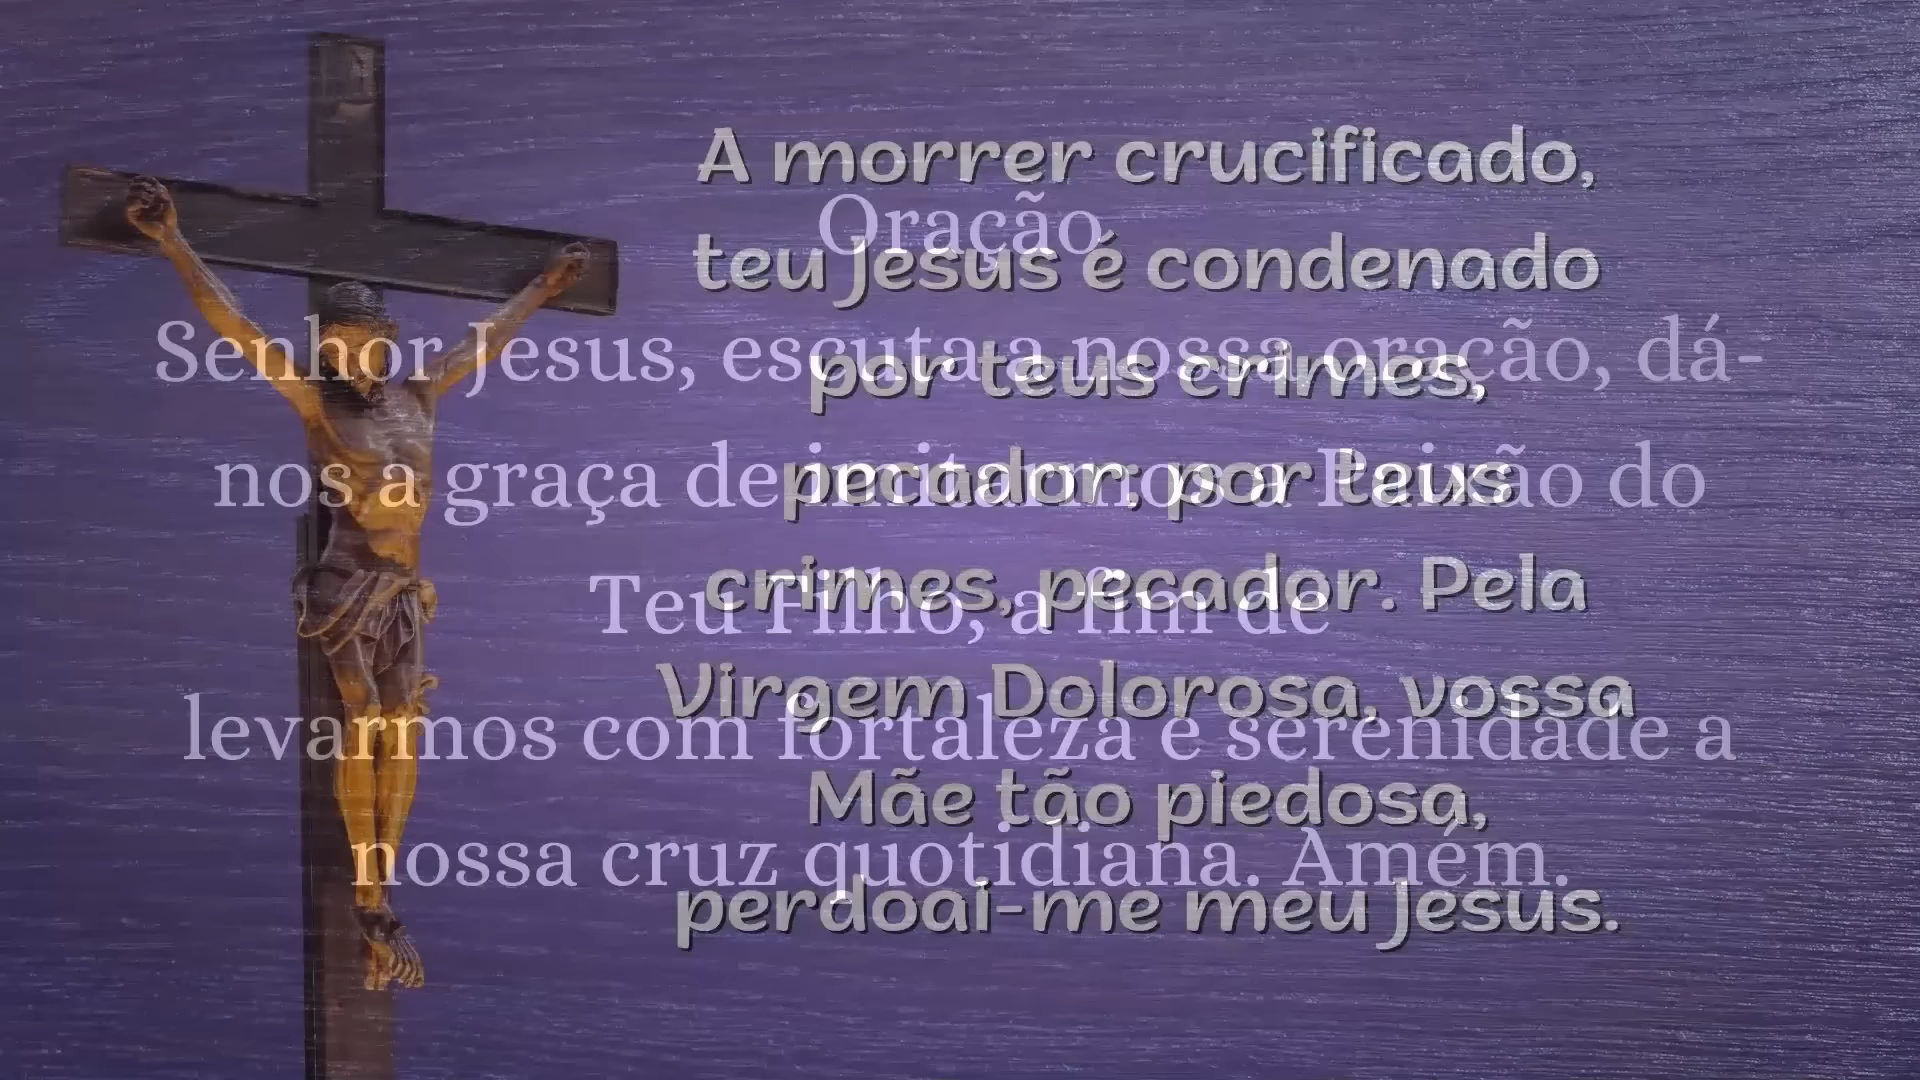 Oração
Senhor Jesus, escuta a nossa oração, dá-
nos a graça de imitarmos a Paixão do
Teu Filho, a fim de
levarmos com fortaleza e serenidade a
nossa cruz quotidiana. Amém.
A morrer crucificado,
teu Jesus é condenado
por teus crimes,
pecador; por teus
crimes, pecador. Pela
Virgem Dolorosa, vossa
Mãe tão piedosa,
perdoai-me meu Jesus.